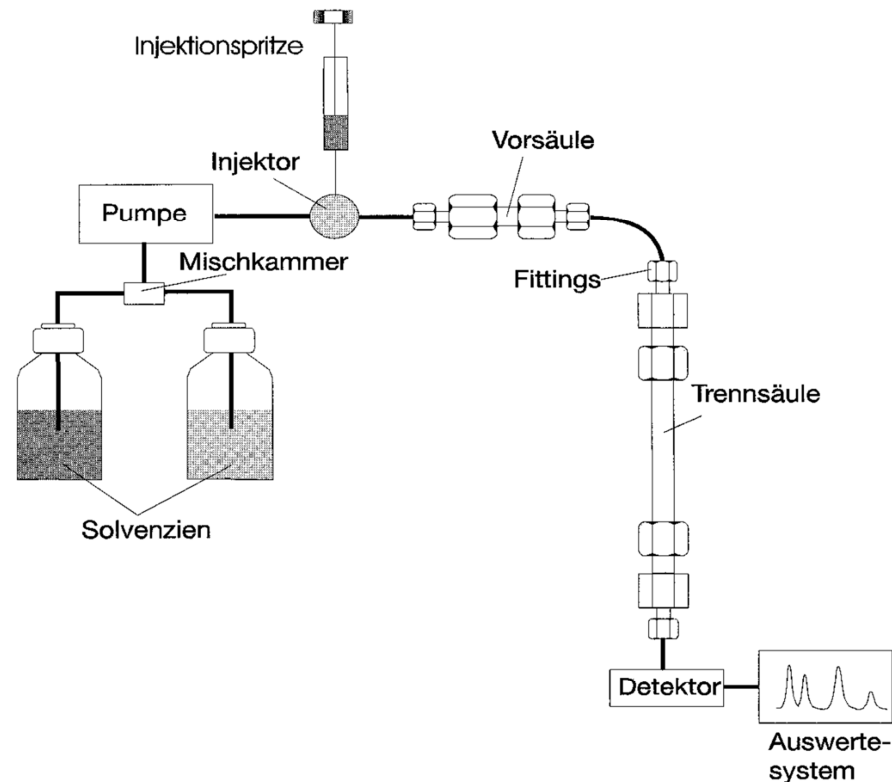 Injektionspritze
Vorsäule
Injektor
Pumpe
Mischkammer
Fittings
Trennsäule
Solvenzien
Detektor
Auswerte-
system